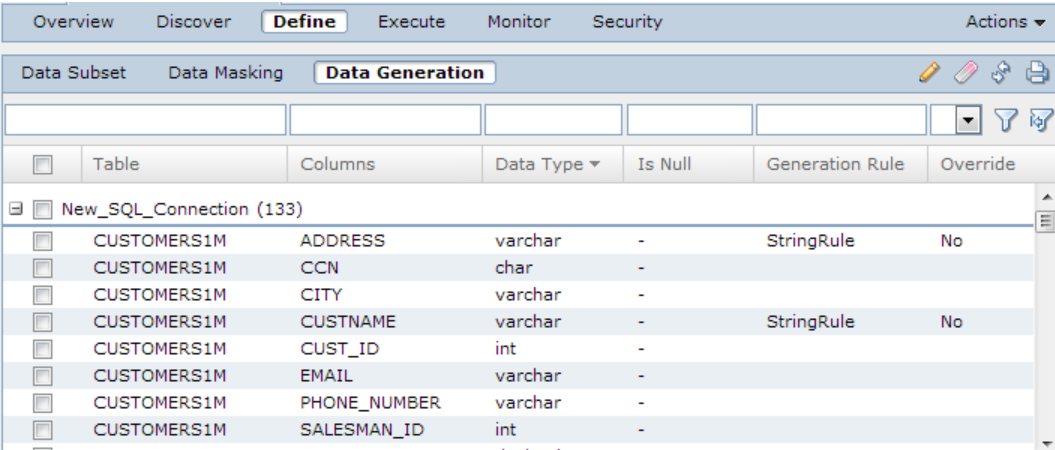 Overview Discover Define Execute Monitor Security Actions
Data Subset Data Masking Data Generation
Table Columns Data Type Is Null Generation Rule Override
New_SQL_Connection (133)
CUSTOMERS1M ADDRESS varchar - StringRule No
CUSTOMERS1M CCN char -
CUSTOMERS1M CITY varchar -
CUSTOMERS1M CUSTNAME varchar - StringRule No
CUSTOMERS1M CUST_ID int -
CUSTOMERS1M EMAIL varchar -
CUSTOMERS1M PHONE_NUMBER varchar -
CUSTOMERS1M SALESMAN_ID int -